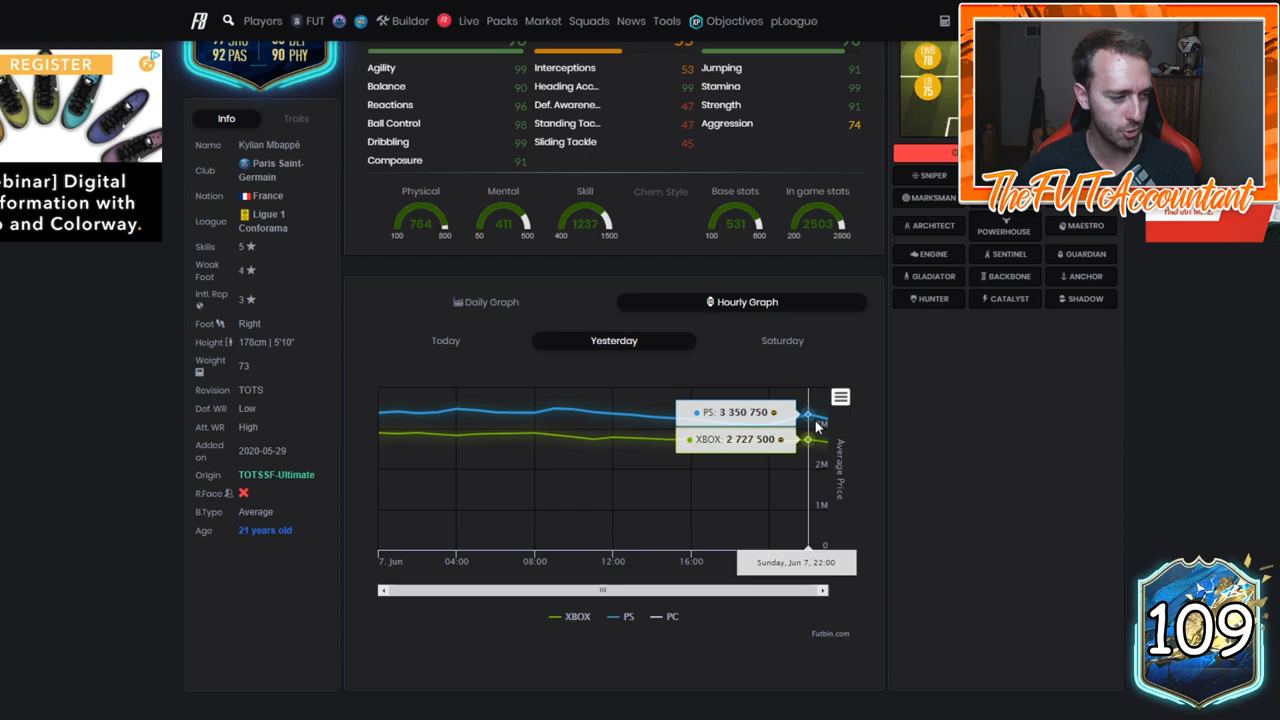 FB Players FUT Builder Live Packs Market Squads News Tools XP Objectives pLeague
REGISTER
ebinar] Digital
formation with
o and Colorway.
92 PAS 90 PHY
Info Traits
Name Kylian Mbappé
Club Paris Saint-
Germain
Nation France
League Ligue 1
Conforama
Skills 5
Weak
Foot 4
Intl. Rep 3
Foot Right
Height 178cm | 5'10"
Weight 73
Revision TOTS
Def. WR Low
Att. WR High
Added
on 2020-05-29
Origin TOTSSF-Ultimate
R.Face
B.Type Average
Age 21 years old
Agility 99 Interceptions 53 Jumping 91
Balance 90 Heading Acc... 99 Stamina 99
Reactions 96 Def. Awarene... 47 Strength 91
Ball Control 98 Standing Tac... 47 Aggression 74
Dribbling 99 Sliding Tackle 45
Composure 91
Physical Mental Skill Chem. Style Base stats In game stats
764 411 1237 531 2503
100 800 50 500 400 1500 100 600 200 2800
Daily Graph Hourly Graph
Today Yesterday Saturday
PS: 3 350 750
XBOX: 2 727 500
2M
1M
0
Average Price
7. Jun 04:00 08:00 12:00 16:00
Sunday, Jun 7, 22:00
XBOX PS PC
Futbin.com
LWB
78
LB
75
SNIPER
MARKSMAN
ARCHITECT POWERHOUSE MAESTRO
ENGINE SENTINEL GUARDIAN
GLADIATOR BACKBONE ANCHOR
HUNTER CATALYST SHADOW
TheFUTAccountant
109